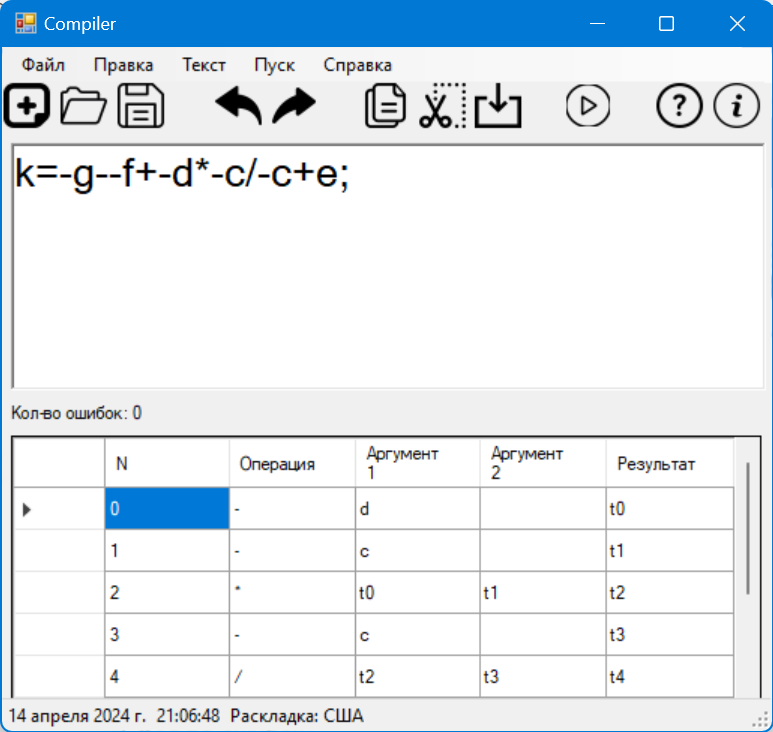 Compiler
Файл Правка Текст Пуск Справка
k=-g--f+-d*-c/-c+e;
Кол-во ошибок: 0
N Операция Аргумент 1 Аргумент 2 Результат
0 - d t0
1 - c t1
2 * t0 t1 t2
3 - c t3
4 / t2 t3 t4
14 апреля 2024 г. 21:06:48 Раскладка: США